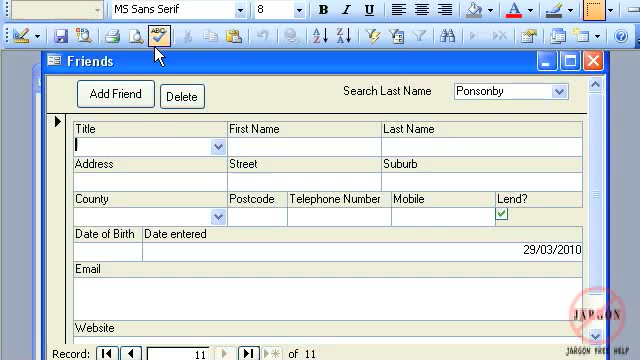 MS Sans Serif 8 B I U A
ABC A Z Z A
Friends
Add Friend Delete Search Last Name Ponsonby
Title First Name Last Name
Address Street Suburb
County Postcode Telephone Number Mobile Lend?
Date of Birth Date entered
29/03/2010
Email
JARGON
Website
JARGON FREE HELP
Record: 11 of 11